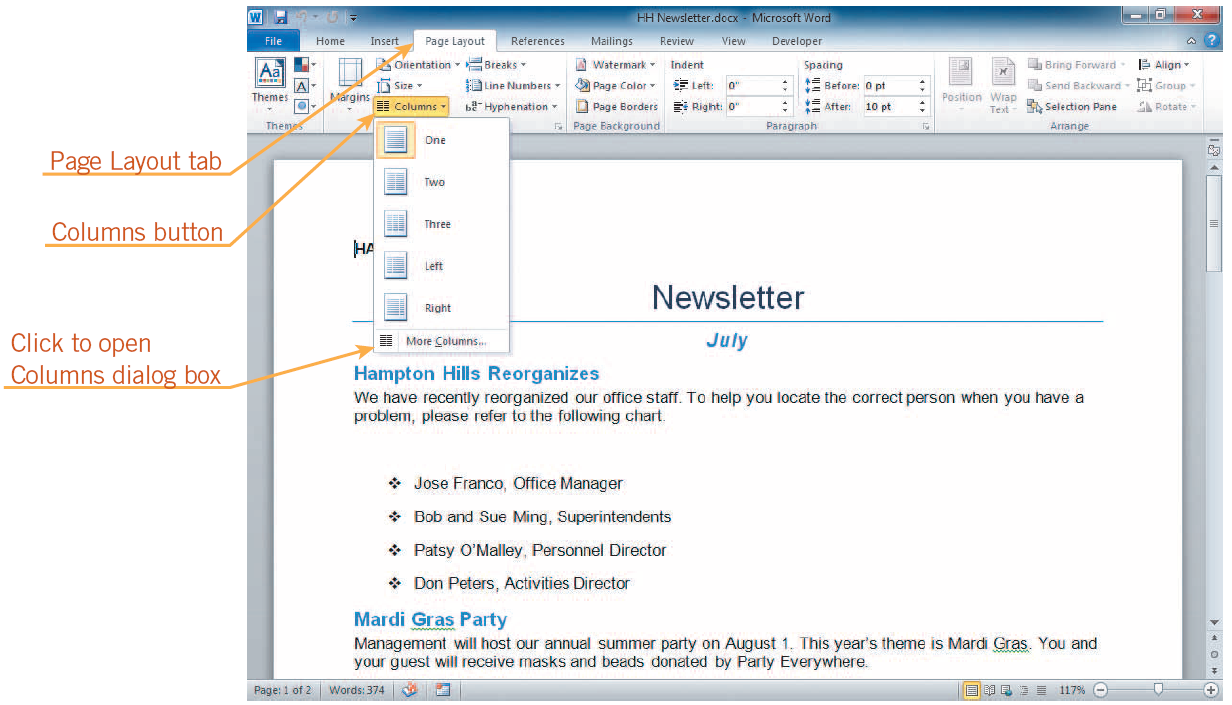 HH Newsletter.docx - Microsoft Word
File Home Insert Page Layout References Mailings Review View Developer
Orientation Breaks Watermark Indent Spacing Bring Forward Align
Size Line Numbers Page Color Left: 0" Before: 0 pt Send Backward Group
Themes Margins Columns Hyphenation Page Borders Right: 0" After: 10 pt Position Wrap Text Selection Pane Rotate
Themes Page Background Paragraph Arrange
One
Two
Three
Left
Right
More Columns...
Page Layout tab
Columns button
Click to open
Columns dialog box
HA
Newsletter
July
Hampton Hills Reorganizes
We have recently reorganized our office staff. To help you locate the correct person when you have a
problem, please refer to the following chart.
❖ Jose Franco, Office Manager
❖ Bob and Sue Ming, Superintendents
❖ Patsy O'Malley, Personnel Director
❖ Don Peters, Activities Director
Mardi Gras Party
Management will host our annual summer party on August 1. This year's theme is Mardi Gras. You and
your guest will receive masks and beads donated by Party Everywhere.
Page: 1 of 2 Words: 374 117%